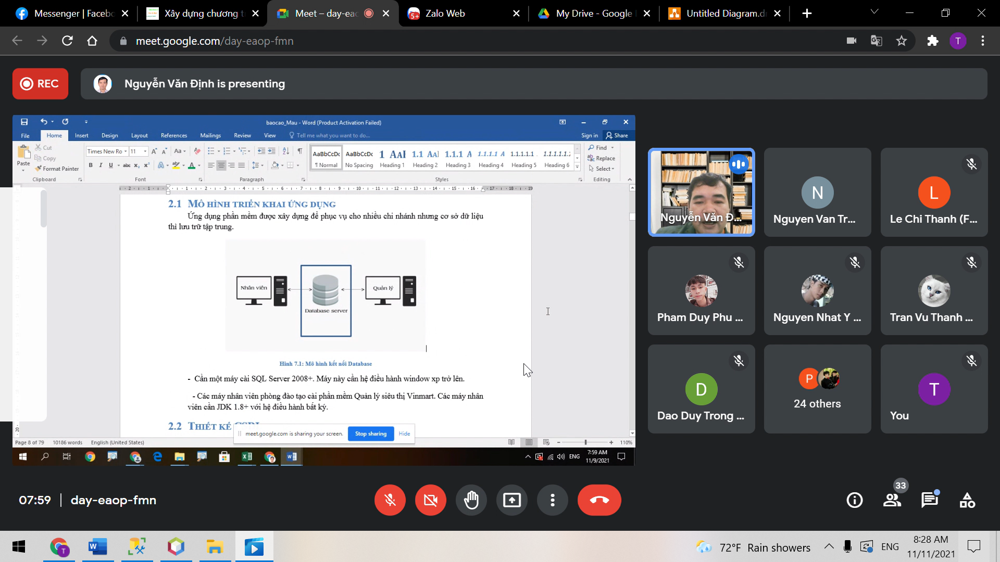 Messenger | Facebo
Xây dựng chương t
Meet – day-eao
5+
Zalo Web
My Drive - Google
Untitled Diagram.d
meet.google.com/day-eaop-fmn
T
REC
Nguyễn Văn Định is presenting
baocao_Mau - Word (Product Activation Failed)
File
Home
Insert
Design
Layout
References
Mailings
Review
View
Tell me what you want to do...
Sign in
Share
Paste
Cut
Copy
Format Painter
Clipboard
Times New Ro
11
Aa
B I U abc x₂ x²
Font
Paragraph
AaBbCcDc
¶ Normal
AaBbCcDc
No Spacing
1 AaI
Heading 1
1.1 Aal
Heading 2
1.1.1 A
Heading 3
1.1.1.1 A
Heading 4
1.1.1.1.1
Heading 5
1.1.1.1.1.1
Heading 6
Styles
Find
Replace
Select
Editing
2.1 MÔ HÌNH TRIỂN KHAI ỨNG DỤNG
Ứng dụng phần mềm được xây dựng để phục vụ cho nhiều chi nhánh nhưng cơ sở dữ liệu
thì lưu trữ tập trung.
Nhân viên
Database server
Quản lý
Hình 7.1: Mô hình kết nối Database
- Cần một máy cài SQL Server 2008+. Máy này cần hệ điều hành window xp trở lên.
- Các máy nhân viên phòng đào tạo cài phần mềm Quản lý siêu thị Vinmart. Các máy nhân
viên cần JDK 1.8+ với hệ điều hành bất kỳ.
2.2 THIẾT KẾ CSDL
meet.google.com is sharing your screen.
Stop sharing
Hide
Page 8 of 79
10186 words
English (United States)
110%
ENG
7:59 AM
11/9/2021
Nguyễn Văn Đ...
N
Nguyen Van Tr...
L
Le Chi Thanh (F...
Pham Duy Phu ...
Nguyen Nhat Y ...
Tran Vu Thanh ...
D
Dao Duy Trong ...
P
24 others
T
You
07:59 | day-eaop-fmn
33
72°F Rain showers
ENG
8:28 AM
11/11/2021